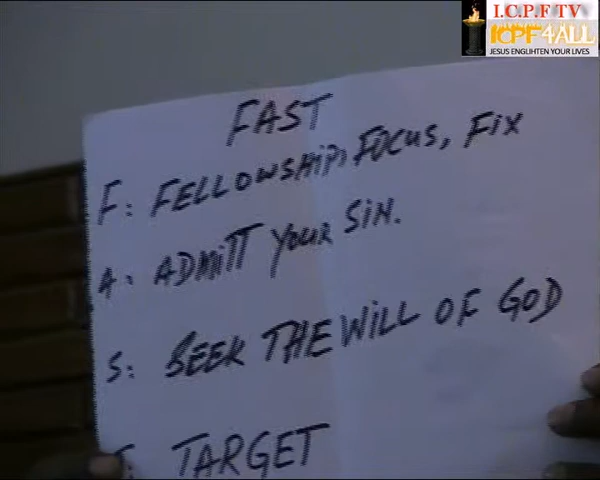 I.C.P.F TV
ICPF4ALL
JESUS ENGLIHTEN YOUR LIVES
FAST
F: FELLOWSHIP, FOCUS, FIX
A: ADMITT YOUR SIN.
S: SEEK THE WILL OF GOD
T: TARGET